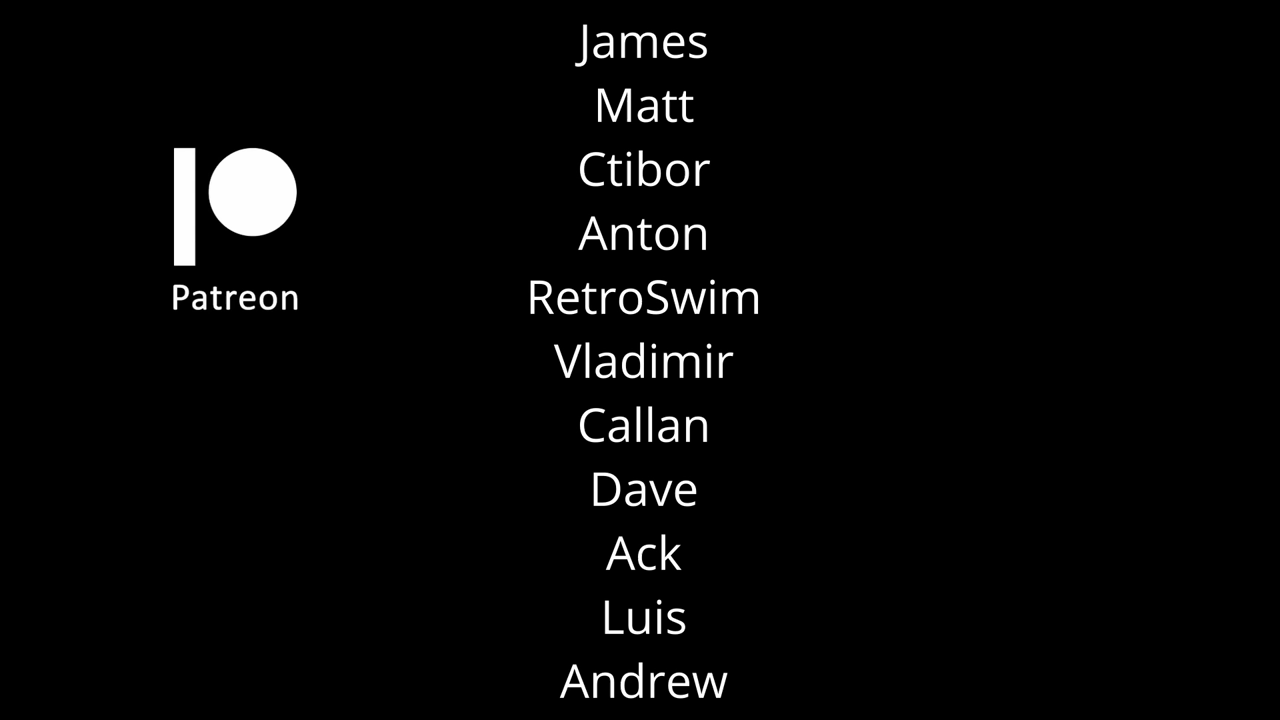 James
Matt
Ctibor
Anton
Patreon
RetroSwim
Vladimir
Callan
Dave
Ack
Luis
Andrew